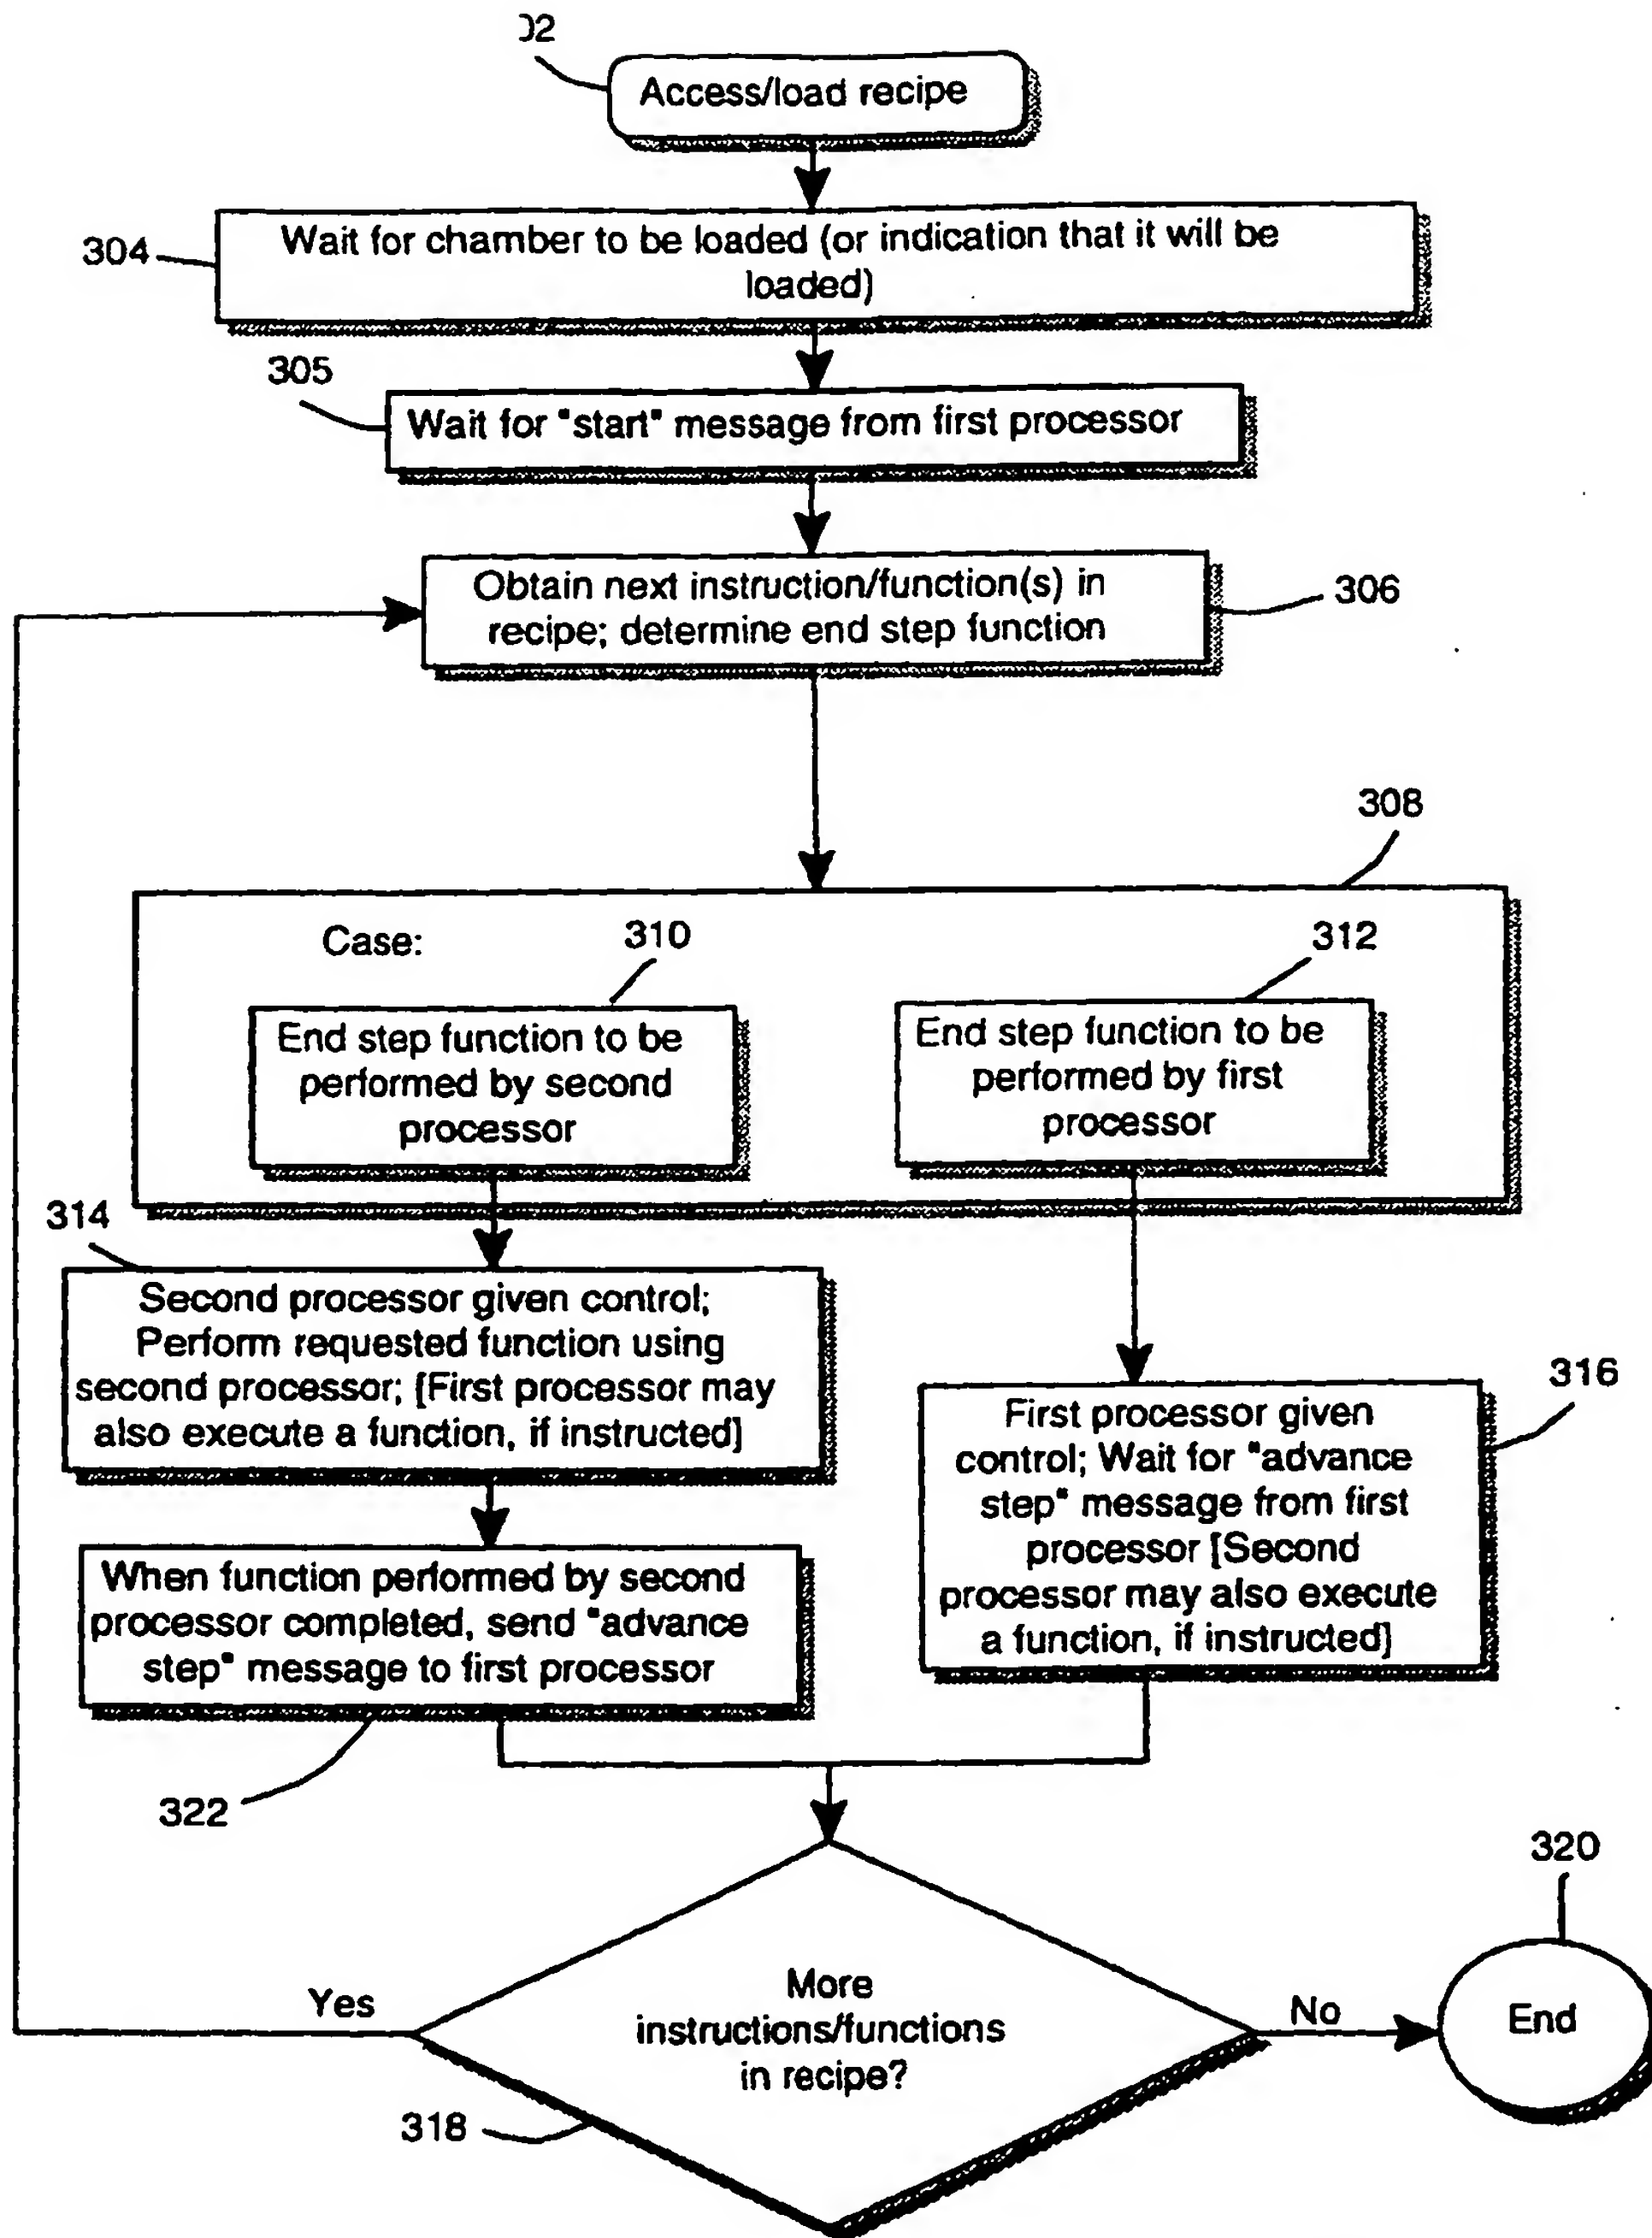 02
Access/load recipe
304
Wait for chamber to be loaded (or indication that it will be
loaded)
305
Wait for "start" message from first processor
Obtain next instruction/function(s) in
recipe; determine end step function
306
308
Case:
310
312
End step function to be
performed by second
processor
End step function to be
performed by first
processor
314
Second processor given control;
Perform requested function using
second processor; [First processor may
also execute a function, if instructed]
316
First processor given
control; Wait for "advance
step" message from first
processor [Second
processor may also execute
a function, if instructed]
When function performed by second
processor completed, send "advance
step" message to first processor
322
320
More
instructions/functions
in recipe?
Yes
No
End
318